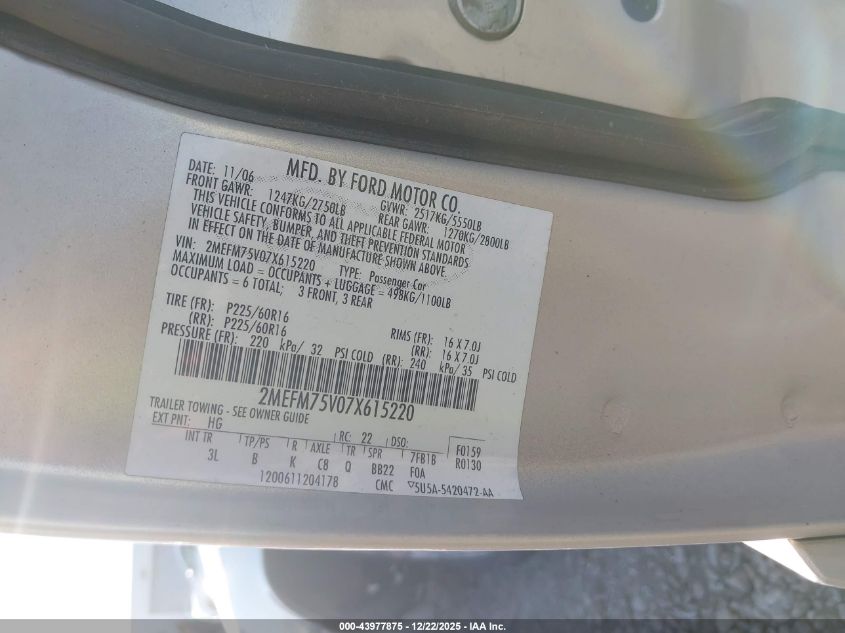 MFD. BY FORD MOTOR CO.
DATE: 11/06 GVWR: 2517KG/5550LB
FRONT GAWR: 1247KG/2750LB REAR GAWR: 1270KG/2800LB
THIS VEHICLE CONFORMS TO ALL APPLICABLE FEDERAL MOTOR
VEHICLE SAFETY, BUMPER, AND THEFT PREVENTION STANDARDS
IN EFFECT ON THE DATE OF MANUFACTURE SHOWN ABOVE.
VIN: 2MEFM75V07X615220 TYPE: Passenger Car
MAXIMUM LOAD = OCCUPANTS + LUGGAGE = 498KG/1100LB
OCCUPANTS = 6 TOTAL; 3 FRONT, 3 REAR
TIRE (FR): P225/60R16 RIMS (FR): 16 X 7.0J
(RR): P225/60R16 (RR): 16 X 7.0J
PRESSURE (FR): 220 kPa/ 32 PSI COLD (RR): 240 kPa/35 PSI COLD
2MEFM75V07X615220
TRAILER TOWING - SEE OWNER GUIDE
EXT PNT: HG RC: 22 DSO: F0159
INT TR TP/PS R AXLE TR SPR 7FB1B R0130
3L B K C8 Q BB22 F0A
1200611204178 CMC ▽5U5A-5420472-AA
000-43977875 - 12/22/2025 - IAA Inc.